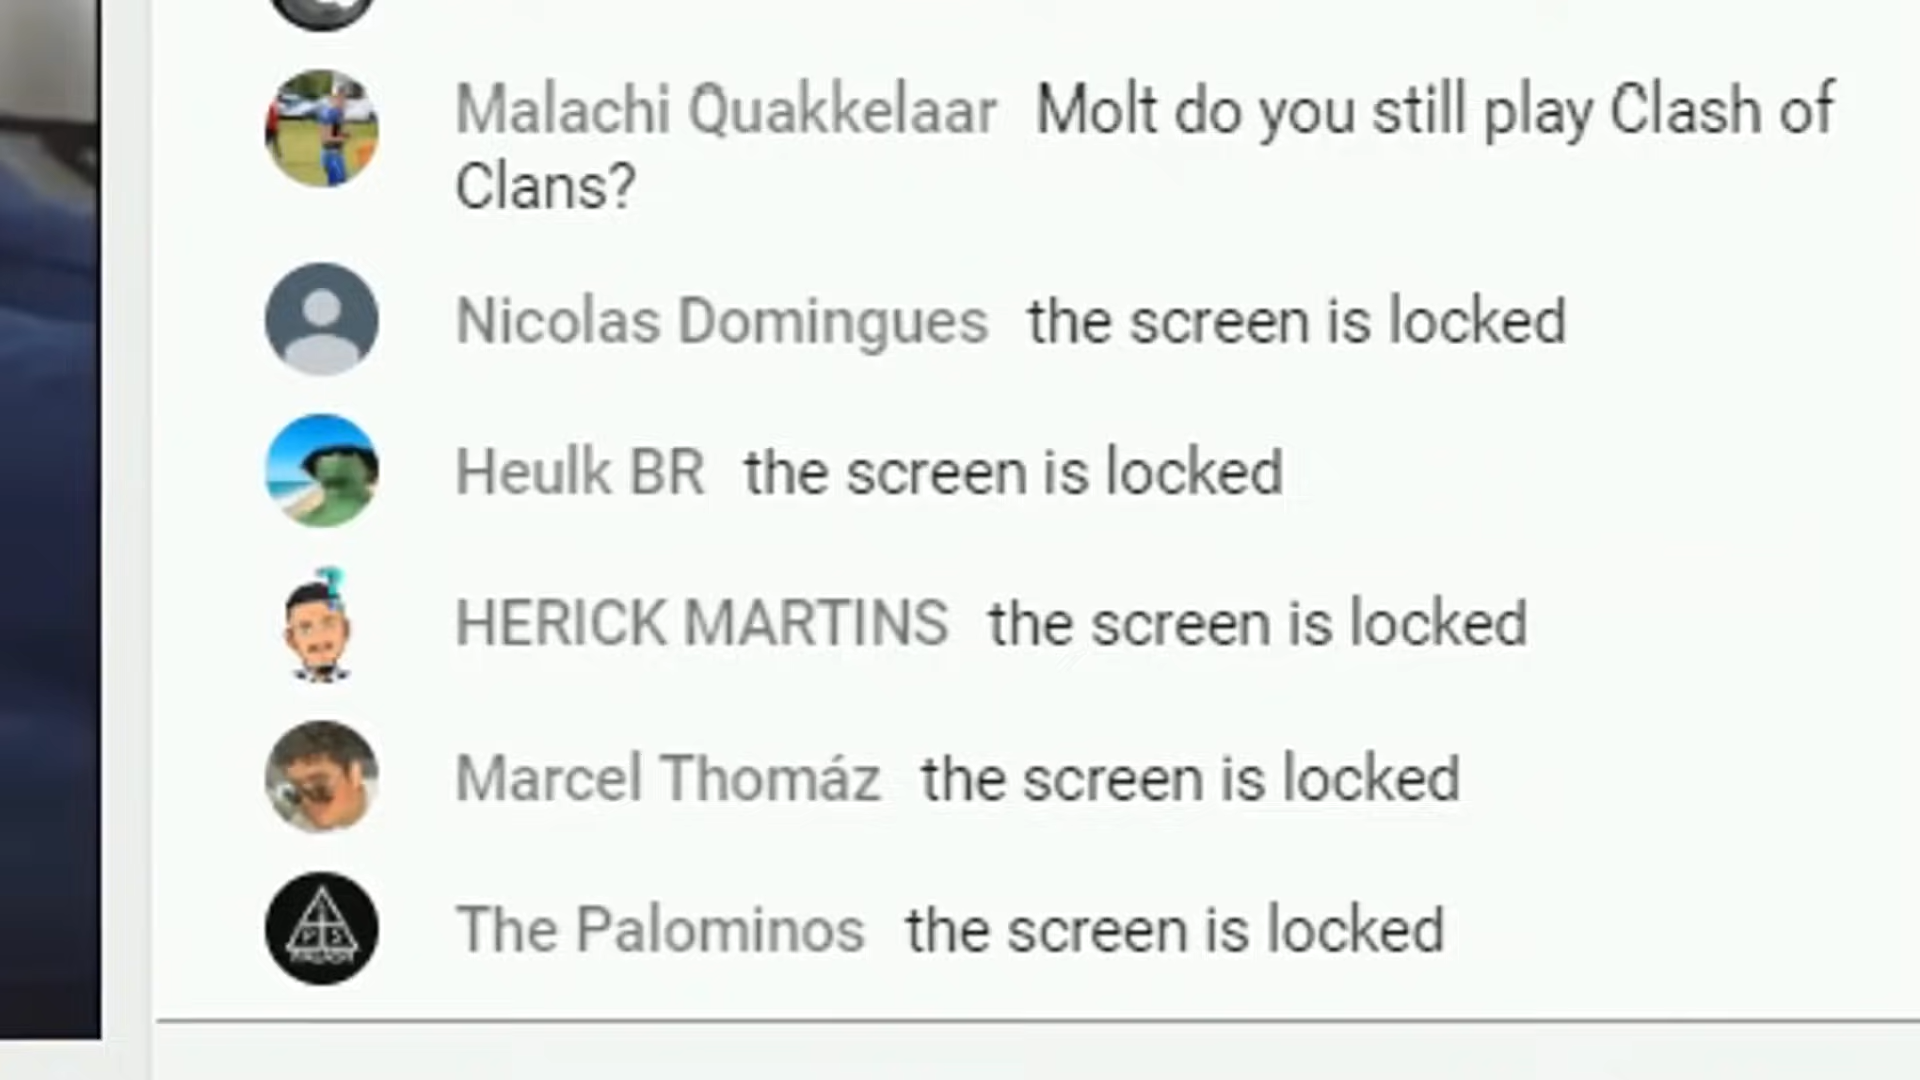 Malachi Quakkelaar Molt do you still play Clash of
Clans?
Nicolas Domingues the screen is locked
Heulk BR the screen is locked
HERICK MARTINS the screen is locked
Marcel Thomáz the screen is locked
The Palominos the screen is locked